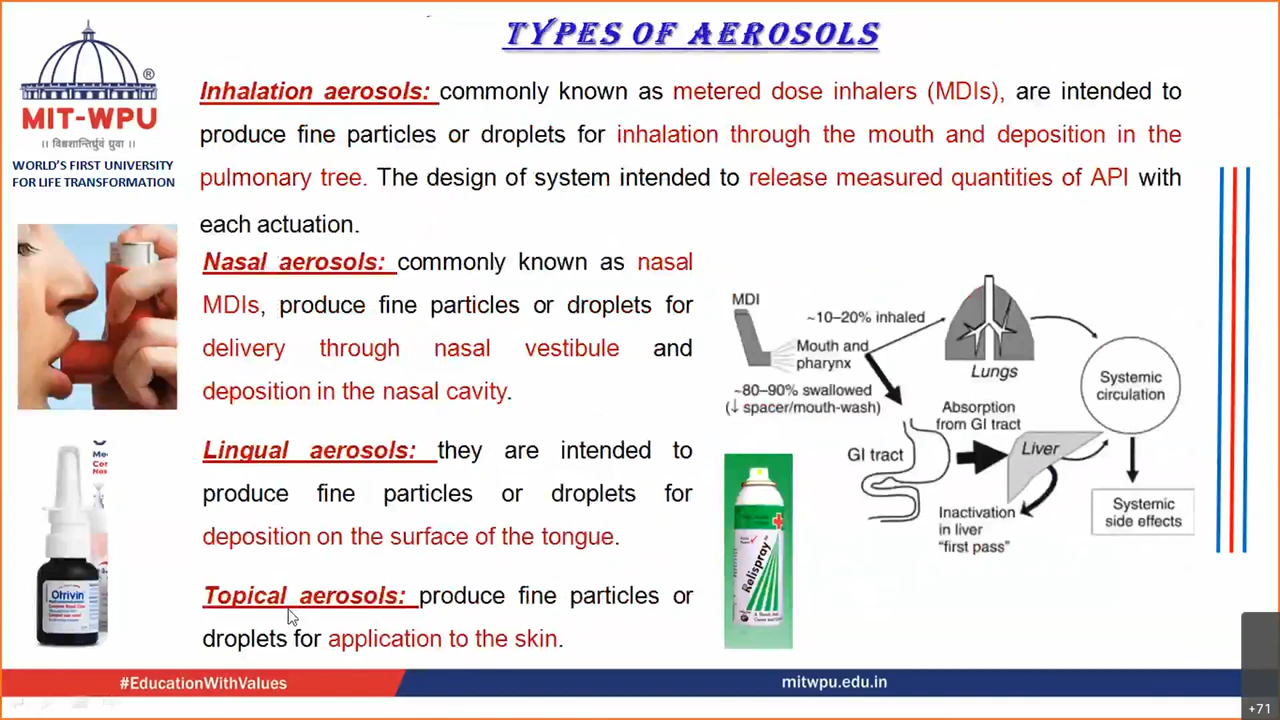 TYPES OF AEROSOLS
®
MIT-WPU
॥ विश्वशान्तिर्ध्रुवं ध्रुवा ॥
WORLD'S FIRST UNIVERSITY
FOR LIFE TRANSFORMATION
Inhalation aerosols: commonly known as metered dose inhalers (MDIs), are intended to
produce fine particles or droplets for inhalation through the mouth and deposition in the
pulmonary tree. The design of system intended to release measured quantities of API with
each actuation.
Nasal aerosols: commonly known as nasal
MDIs, produce fine particles or droplets for
delivery through nasal vestibule and
deposition in the nasal cavity.
Lingual aerosols: they are intended to
produce fine particles or droplets for
deposition on the surface of the tongue.
Topical aerosols: produce fine particles or
droplets for application to the skin.
MDI
~10–20% inhaled
Mouth and
pharynx
Lungs
~80–90% swallowed
(↓ spacer/mouth-wash)
Systemic
circulation
Absorption
from GI tract
GI tract
Liver
Inactivation
in liver
“first pass”
Systemic
side effects
Otrivin
Relispray
#EducationWithValues
mitwpu.edu.in
+71